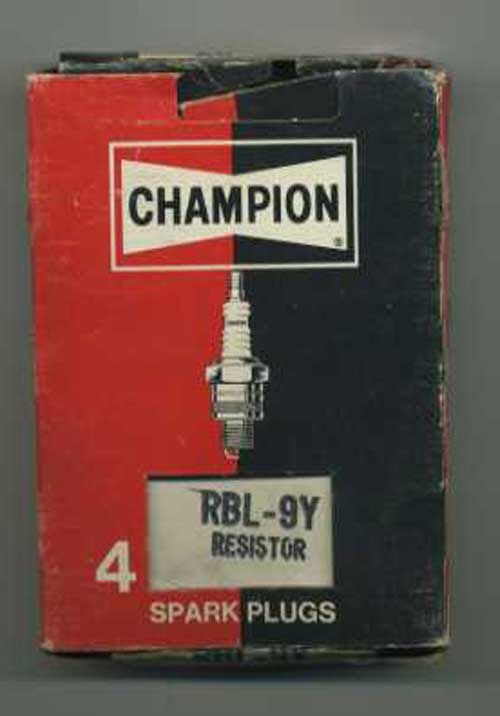 CHAMPION
®
RBL-9Y
RESISTOR
4
SPARK PLUGS